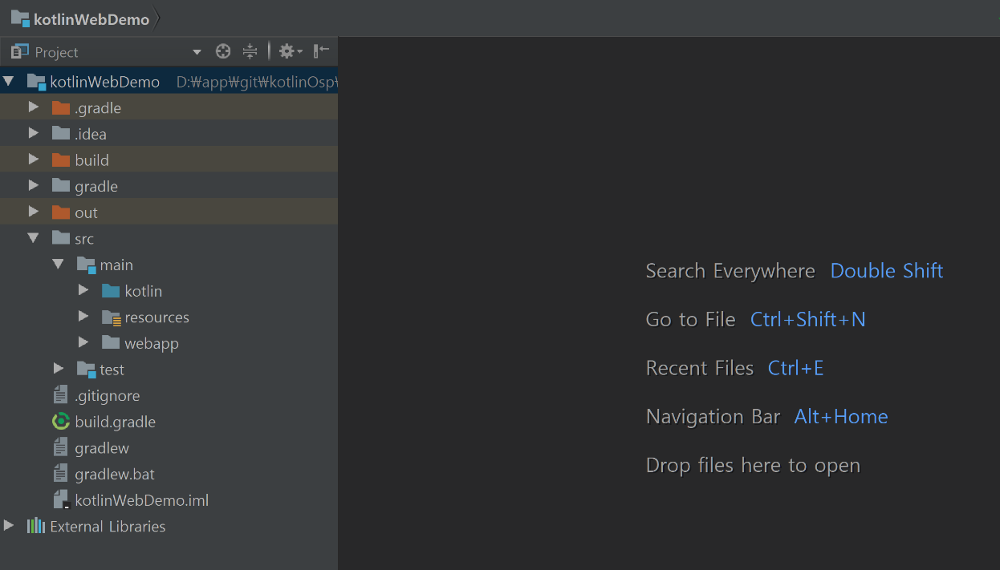 kotlinWebDemo
Project
kotlinWebDemo D:₩app₩git₩kotlinOsp₩
.gradle
.idea
build
gradle
out
src
main
kotlin
resources
webapp
test
.gitignore
build.gradle
gradlew
gradlew.bat
kotlinWebDemo.iml
External Libraries
Search Everywhere Double Shift
Go to File Ctrl+Shift+N
Recent Files Ctrl+E
Navigation Bar Alt+Home
Drop files here to open